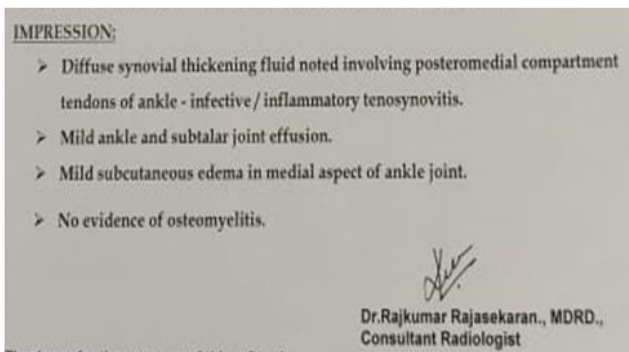 IMPRESSION:
➢ Diffuse synovial thickening fluid noted involving posteromedial compartment
tendons of ankle - infective / inflammatory tenosynovitis.
➢ Mild ankle and subtalar joint effusion.
➢ Mild subcutaneous edema in medial aspect of ankle joint.
➢ No evidence of osteomyelitis.
Dr.Rajkumar Rajasekaran., MDRD.,
Consultant Radiologist